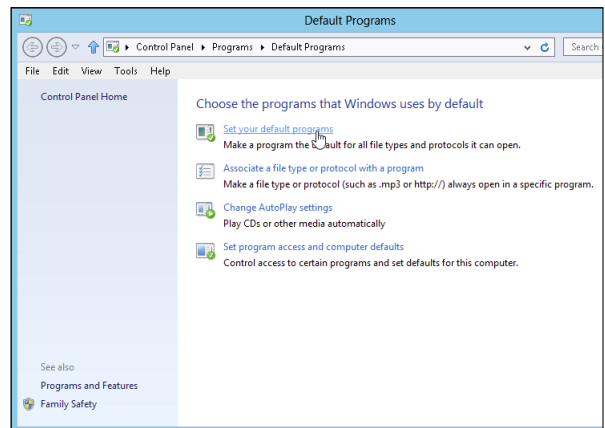 Default Programs
Control Panel Programs Default Programs
Search
File Edit View Tools Help
Control Panel Home
Choose the programs that Windows uses by default
Set your default programs
Make a program the default for all file types and protocols it can open.
Associate a file type or protocol with a program
Make a file type or protocol (such as .mp3 or http://) always open in a specific program.
Change AutoPlay settings
Play CDs or other media automatically
Set program access and computer defaults
Control access to certain programs and set defaults for this computer.
See also
Programs and Features
Family Safety